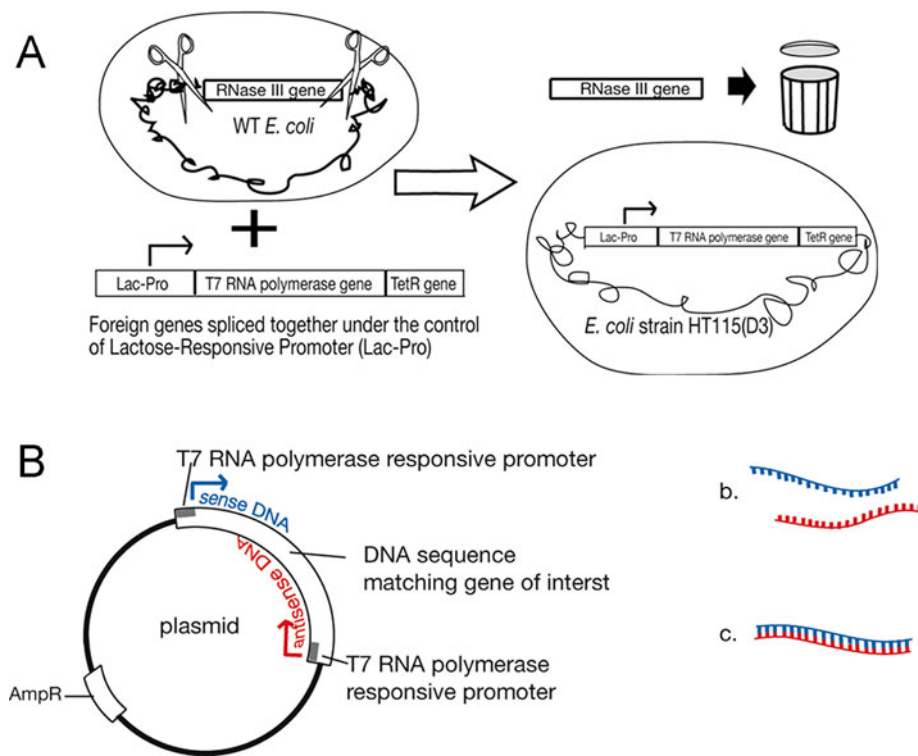 A
RNase III gene
WT E. coli
RNase III gene
Lac-Pro T7 RNA polymerase gene TetR gene
Foreign genes spliced together under the control
of Lactose-Responsive Promoter (Lac-Pro)
Lac-Pro T7 RNA polymerase gene TetR gene
E. coli strain HT115(D3)
B
T7 RNA polymerase responsive promoter
sense DNA
antisense DNA
DNA sequence
matching gene of interst
plasmid
T7 RNA polymerase
responsive promoter
AmpR
b.
c.